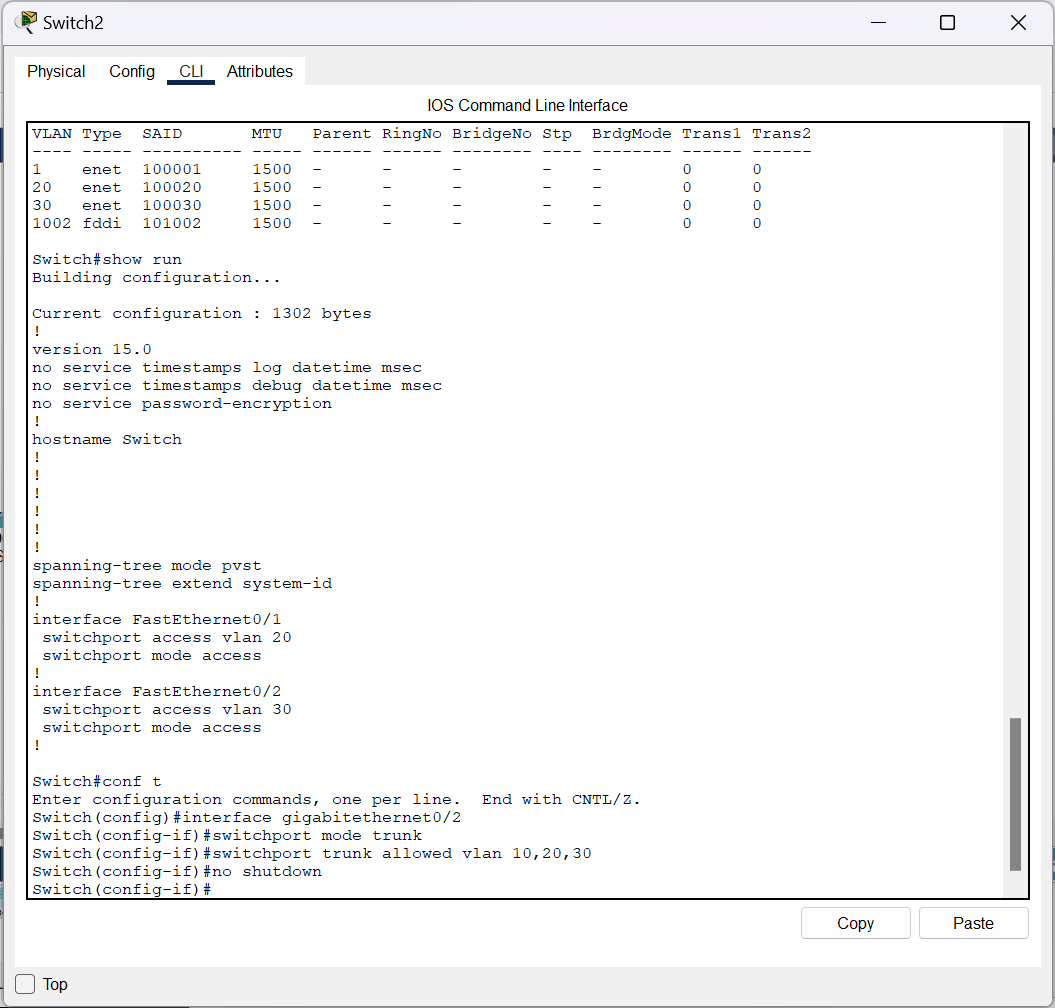 Switch2
Physical Config CLI Attributes
IOS Command Line Interface
VLAN Type  SAID       MTU   Parent RingNo BridgeNo Stp  BrdgMode Trans1 Trans2
---- ----- ---------- ----- ------ ------ -------- ---- -------- ------ ------
1    enet  100001     1500  -      -      -        -    -        0      0
20   enet  100020     1500  -      -      -        -    -        0      0
30   enet  100030     1500  -      -      -        -    -        0      0
1002 fddi  101002     1500  -      -      -        -    -        0      0
Switch#show run
Building configuration...
Current configuration : 1302 bytes
!
version 15.0
no service timestamps log datetime msec
no service timestamps debug datetime msec
no service password-encryption
!
hostname Switch
!
!
!
!
!
!
spanning-tree mode pvst
spanning-tree extend system-id
!
interface FastEthernet0/1
 switchport access vlan 20
 switchport mode access
!
interface FastEthernet0/2
 switchport access vlan 30
 switchport mode access
!
Switch#conf t
Enter configuration commands, one per line.  End with CNTL/Z.
Switch(config)#interface gigabitethernet0/2
Switch(config-if)#switchport mode trunk
Switch(config-if)#switchport trunk allowed vlan 10,20,30
Switch(config-if)#no shutdown
Switch(config-if)#
Copy Paste
Top